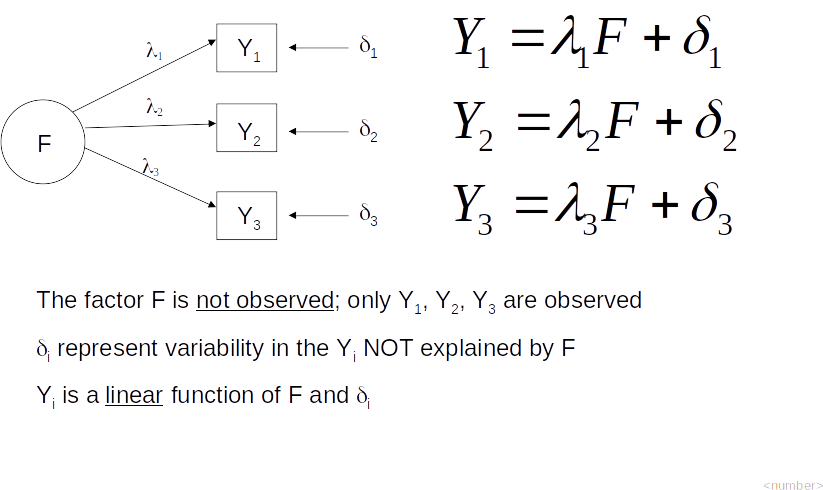 λ₁
Y₁
δ₁
Y₁ = λ₁F + δ₁
λ₂
Y₂
δ₂
Y₂ = λ₂F + δ₂
F
λ₃
Y₃
δ₃
Y₃ = λ₃F + δ₃
The factor F is not observed; only Y₁, Y₂, Y₃ are observed
δᵢ represent variability in the Yᵢ NOT explained by F
Yᵢ is a linear function of F and δᵢ
<number>